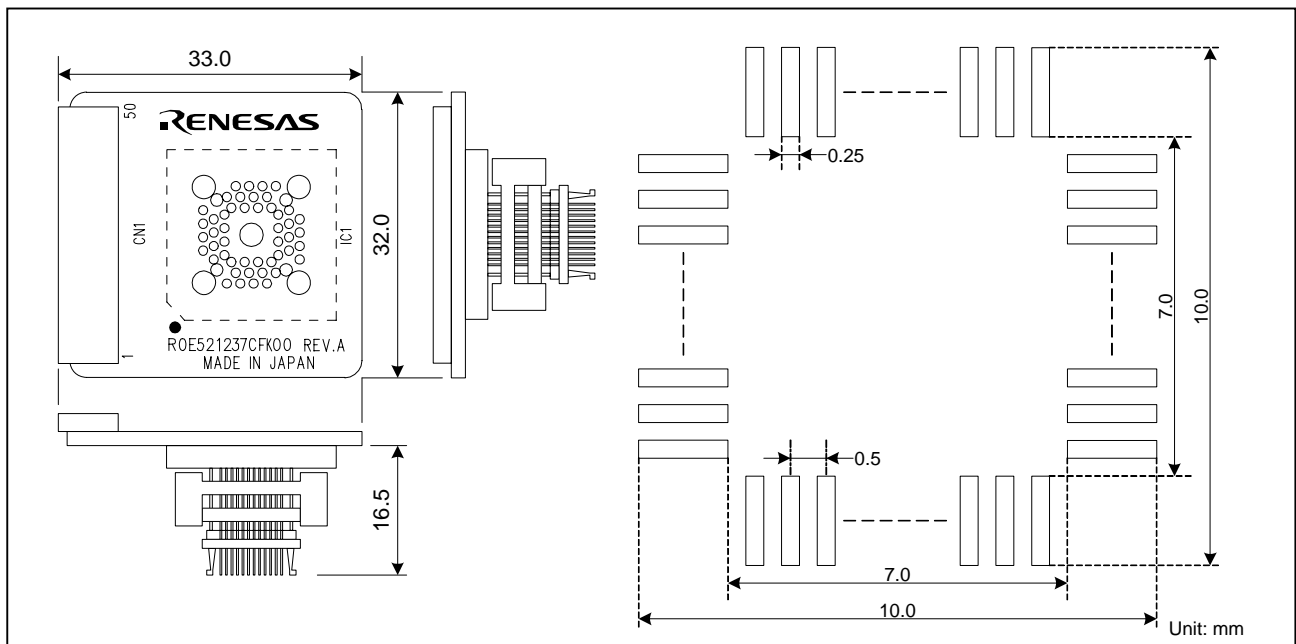 33.0
50
RENESAS
CN1
IC1
32.0
1
R0E521237CFK00 REV.A
MADE IN JAPAN
16.5
0.25
7.0
10.0
0.5
7.0
10.0
Unit: mm